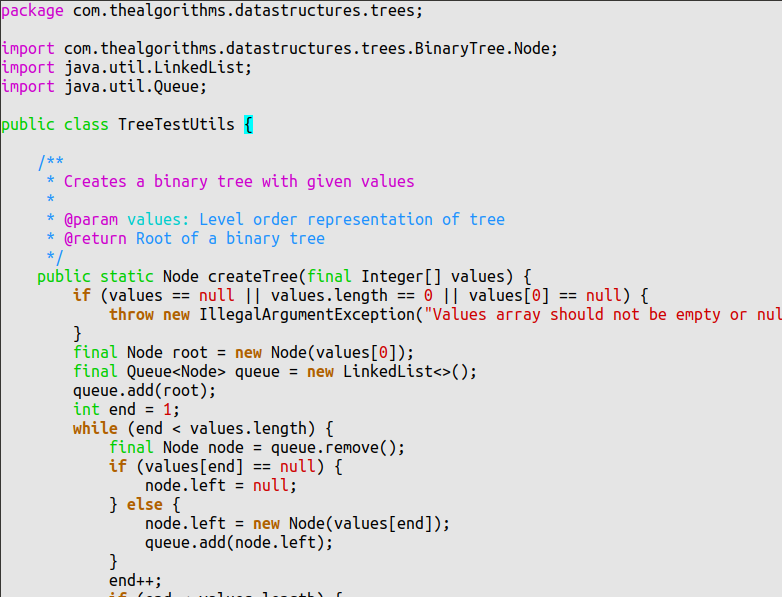 package com.thealgorithms.datastructures.trees;

import com.thealgorithms.datastructures.trees.BinaryTree.Node;
import java.util.LinkedList;
import java.util.Queue;

public class TreeTestUtils {

    /**
     * Creates a binary tree with given values
     *
     * @param values: Level order representation of tree
     * @return Root of a binary tree
     */
    public static Node createTree(final Integer[] values) {
        if (values == null || values.length == 0 || values[0] == null) {
            throw new IllegalArgumentException("Values array should not be empty or nul
        }
        final Node root = new Node(values[0]);
        final Queue<Node> queue = new LinkedList<>();
        queue.add(root);
        int end = 1;
        while (end < values.length) {
            final Node node = queue.remove();
            if (values[end] == null) {
                node.left = null;
            } else {
                node.left = new Node(values[end]);
                queue.add(node.left);
            }
            end++;
            if (end < values.length) {